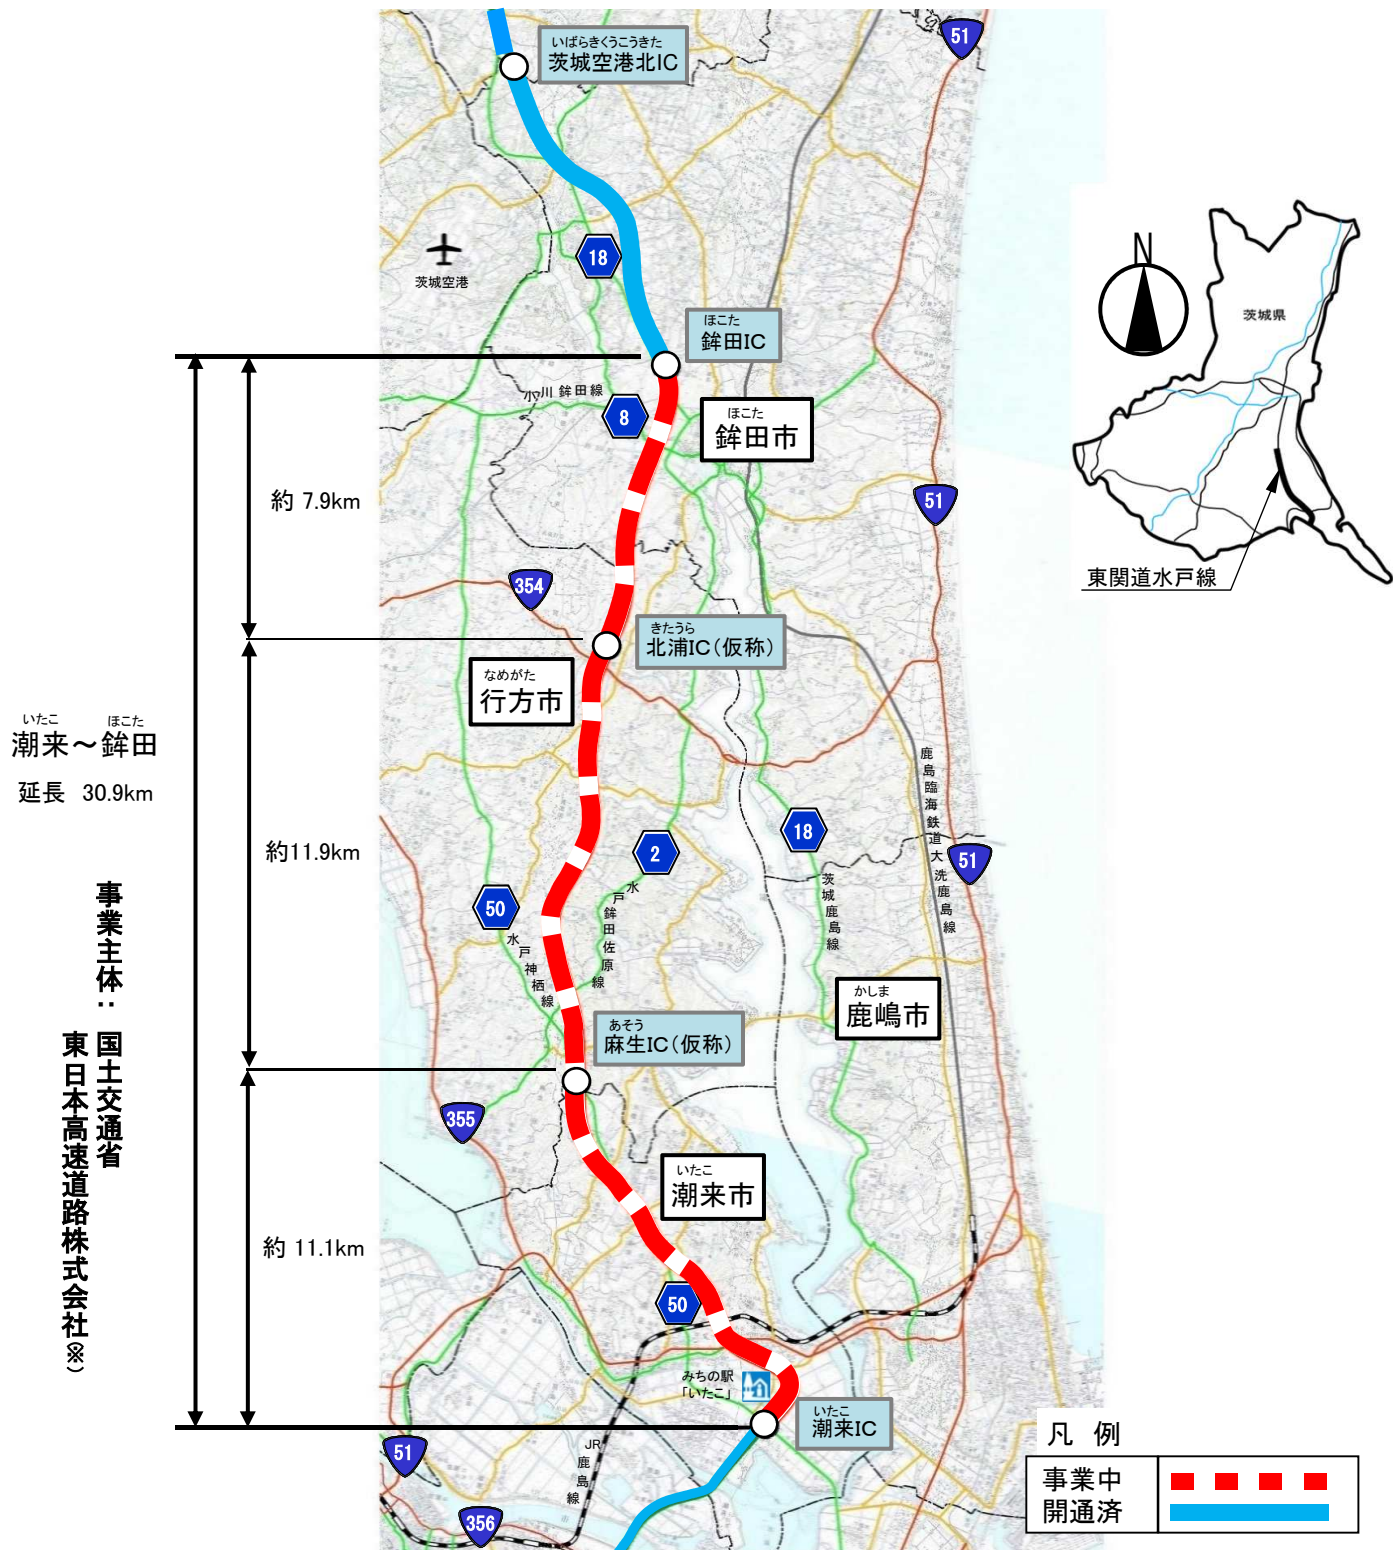 いばらきくうこうきた
茨城空港北IC
51
N
茨城県
東関道水戸線
18
茨城空港
ほこた
鉾田IC
小川鉾田線
8
ほこた
鉾田市
約 7.9km
51
354
きたうら
北浦IC(仮称)
なめがた
行方市
いたこ ほこた
潮来～鉾田
延長 30.9km
約11.9km
鹿島臨海鉄道大洗鹿島線
18
2
51
茨城鹿島線
水戸鉾田佐原線
50
水戸神栖線
事業主体: 国土交通省
東日本高速道路株式会社(※)
かしま
鹿嶋市
あそう
麻生IC(仮称)
355
いたこ
潮来市
約 11.1km
50
みちの駅
「いたこ」
いたこ
潮来IC
51
JR鹿島線
356
凡 例
事業中
開通済